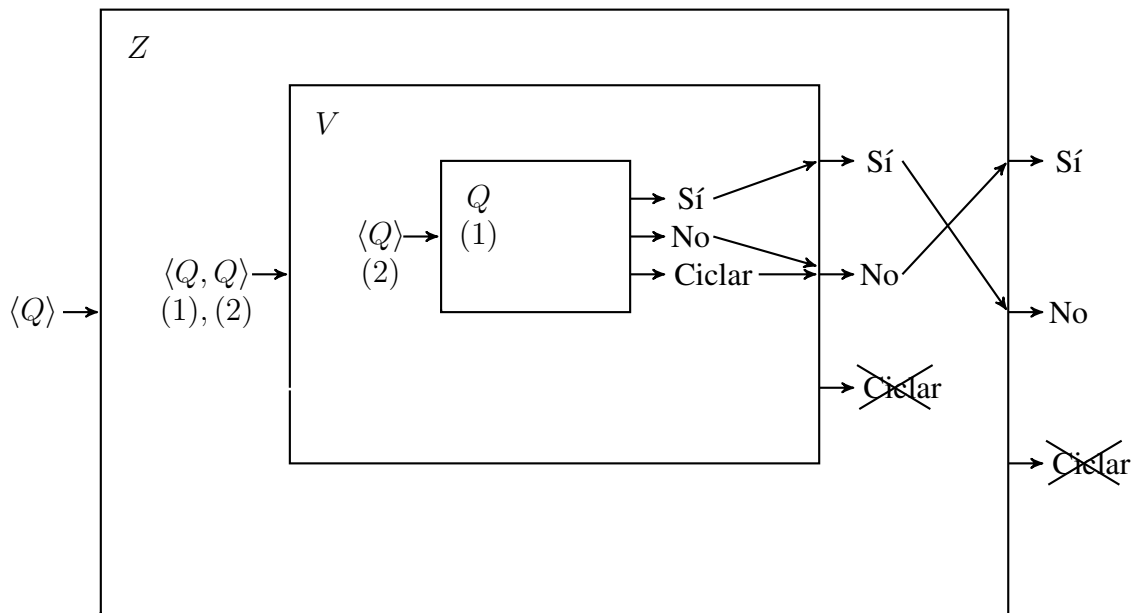 Z
V
Sí
Sí
Q
Sí
⟨Q⟩
(1)
No
(2)
⟨Q, Q⟩
Ciclar
No
(1), (2)
⟨Q⟩
No
Ciclar
Ciclar